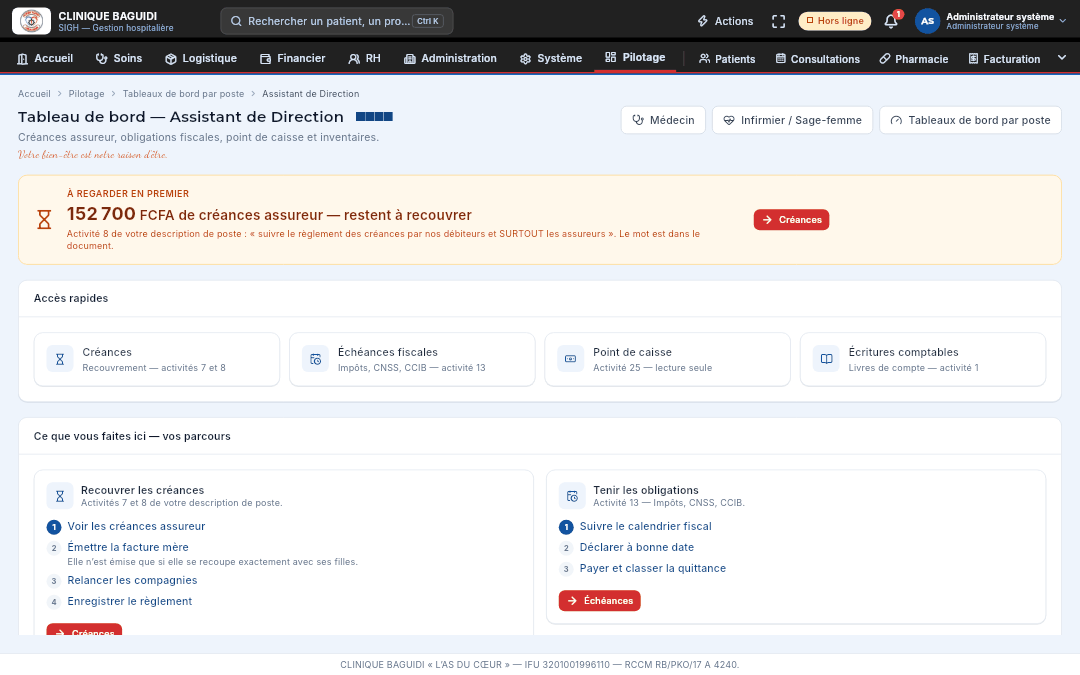 CLINIQUE BAGUIDI
SIGH — Gestion hospitalière
Rechercher un patient, un pro... Ctrl K
Actions
Hors ligne
1
AS
Administrateur système
Administrateur système
Accueil
Soins
Logistique
Financier
RH
Administration
Système
Pilotage
Patients
Consultations
Pharmacie
Facturation
Accueil > Pilotage > Tableaux de bord par poste > Assistant de Direction
Tableau de bord — Assistant de Direction
Créances assureur, obligations fiscales, point de caisse et inventaires.
Votre bien-être est notre raison d'être.
Médecin
Infirmier / Sage-femme
Tableaux de bord par poste
À REGARDER EN PREMIER
152 700 FCFA de créances assureur — restent à recouvrer
Activité 8 de votre description de poste : « suivre le règlement des créances par nos débiteurs et SURTOUT les assureurs ». Le mot est dans le
document.
Créances
Accès rapides
Créances
Recouvrement — activités 7 et 8
Échéances fiscales
Impôts, CNSS, CCIB — activité 13
Point de caisse
Activité 25 — lecture seule
Écritures comptables
Livres de compte — activité 1
Ce que vous faites ici — vos parcours
Recouvrer les créances
Activités 7 et 8 de votre description de poste.
1 Voir les créances assureur
2 Émettre la facture mère
Elle n'est émise que si elle se recoupe exactement avec ses filles.
3 Relancer les compagnies
4 Enregistrer le règlement
Créances
Tenir les obligations
Activité 13 — Impôts, CNSS, CCIB.
1 Suivre le calendrier fiscal
2 Déclarer à bonne date
3 Payer et classer la quittance
Échéances
CLINIQUE BAGUIDI « L'AS DU CŒUR » — IFU 3201001996110 — RCCM RB/PKO/17 A 4240.